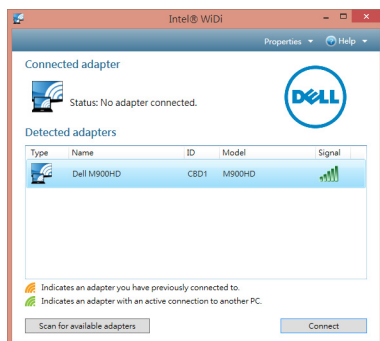 Intel® WiDi
Properties Help
Connected adapter
Status: No adapter connected.
DELL
Detected adapters
Type Name ID Model Signal
Dell M900HD CBD1 M900HD
Indicates an adapter you have previously connected to.
Indicates an adapter with an active connection to another PC.
Scan for available adapters Connect